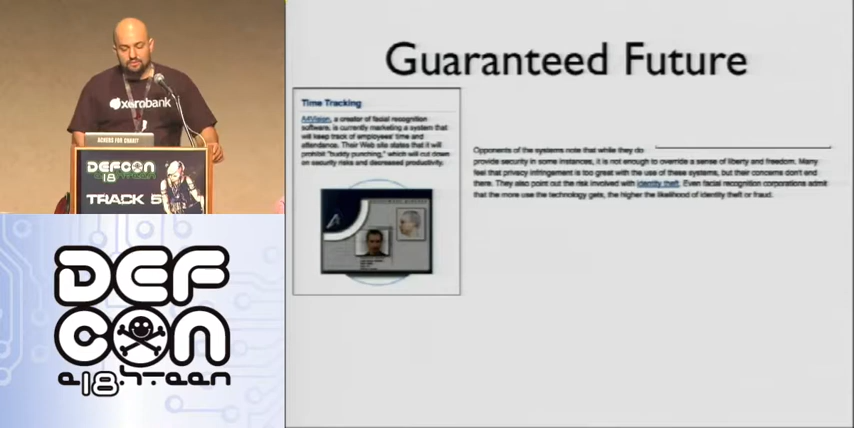 xerobank
HACKERS FOR CHARITY
DEFCON
18
TRACK 5
DEF
CON
e18h-teen
Guaranteed Future
Time Tracking
A4Vision, a creator of facial recognition
software, is currently marketing a system that
will keep track of employees' time and
attendance. Their Web site states that it will
prohibit "buddy punching," which will cut down
on security risks and decreased productivity.
Opponents of the systems note that while they do
provide security in some instances, it is not enough to override a sense of liberty and freedom. Many
feel that privacy infringement is too great with the use of these systems, but their concerns don't end
there. They also point out the risk involved with identity theft. Even facial recognition corporations admit
that the more use the technology gets, the higher the likelihood of identity theft or fraud.